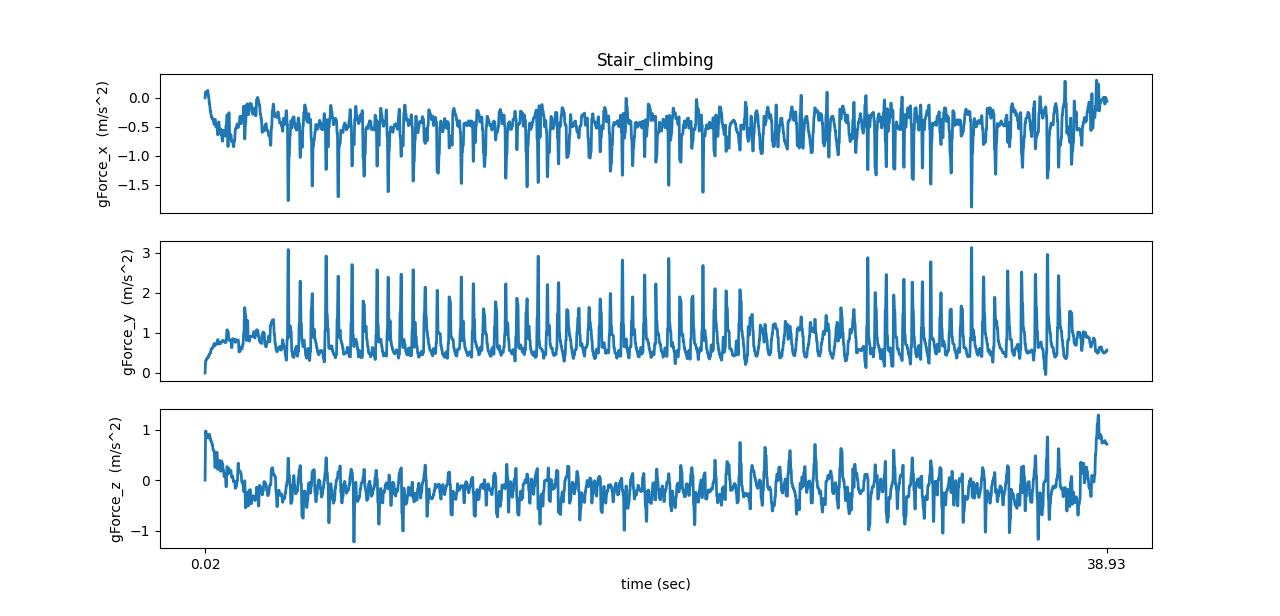 Stair_climbing
gForce_x (m/s^2)
0.0
−0.5
−1.0
−1.5
gForce_y (m/s^2)
3
2
1
0
gForce_z (m/s^2)
1
0
−1
0.02
38.93
time (sec)